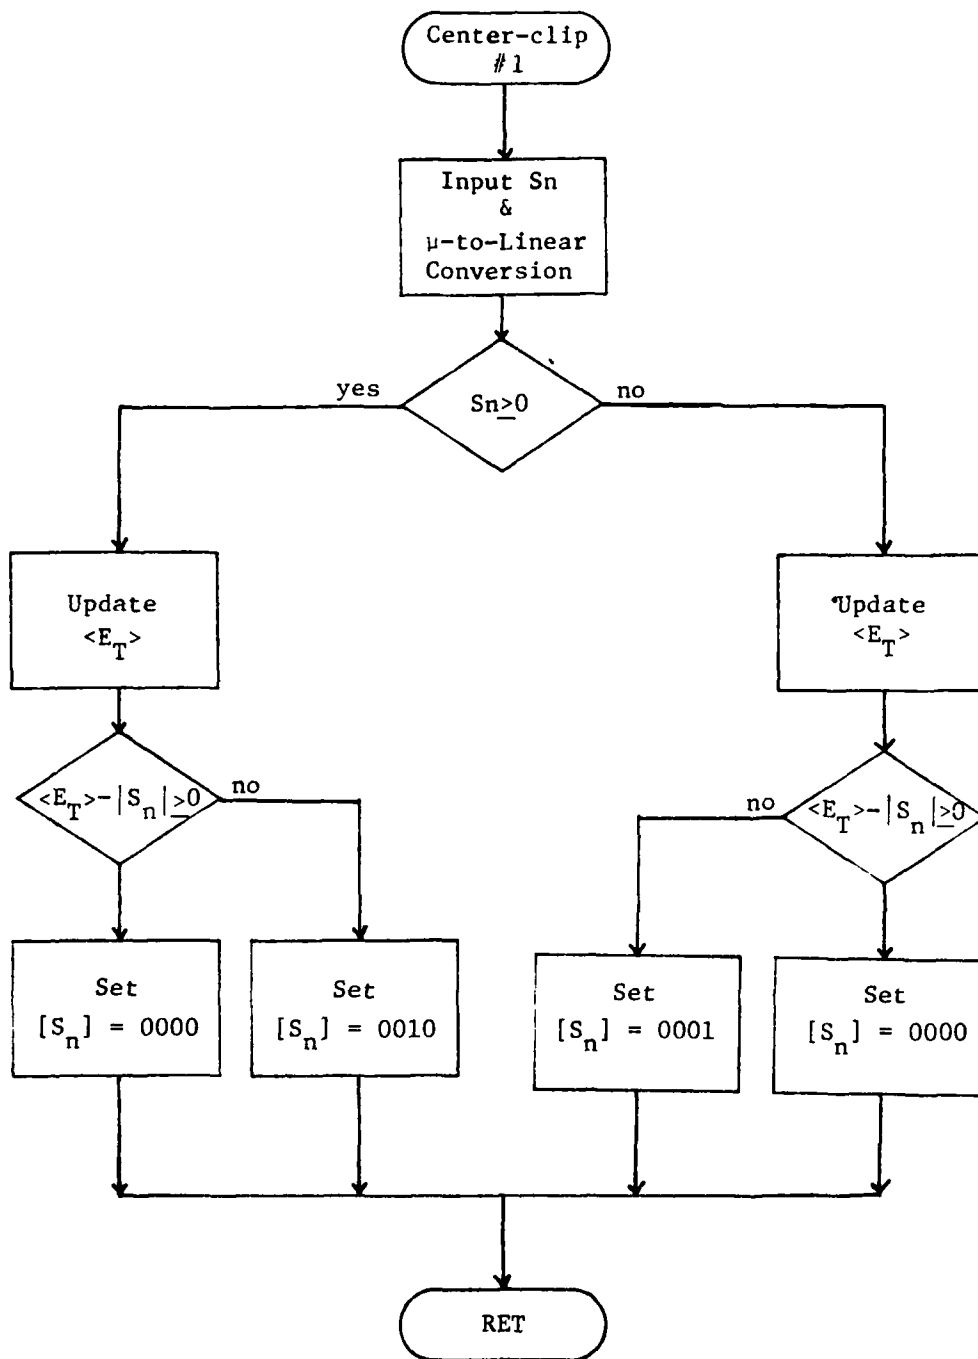 Center-clip
#1
Input Sn
&
μ-to-Linear
Conversion
Sn≥0
yes
no
Update
<E_T>
Update
<E_T>
<E_T>-|S_n|≥0
no
no
<E_T>-|S_n|≥0
Set
[S_n] = 0000
Set
[S_n] = 0010
Set
[S_n] = 0001
Set
[S_n] = 0000
RET